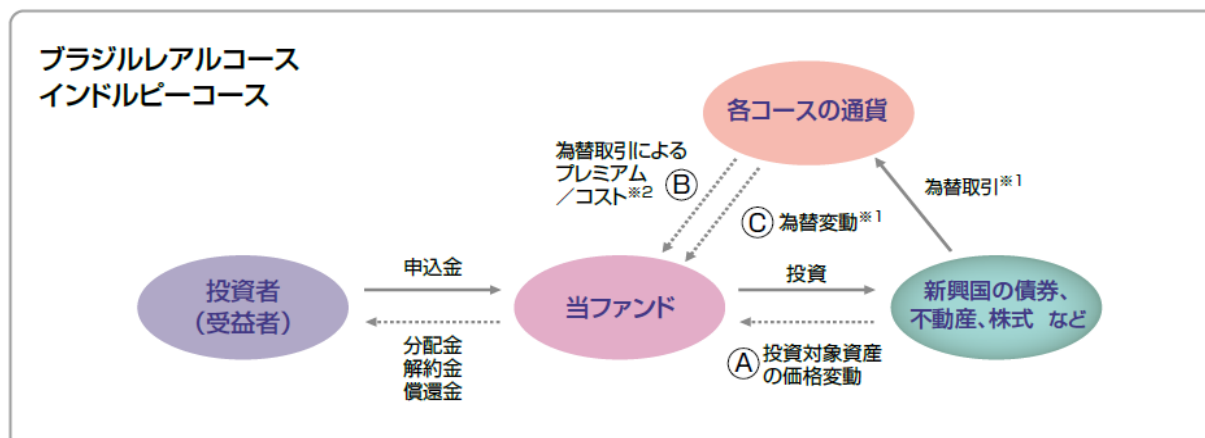 ブラジルレアルコース
インドルピーコース
各コースの通貨
為替取引による
プレミアム
／コスト※2
Ⓑ
為替取引※1
Ⓒ 為替変動※1
投資者
（受益者）
申込金
当ファンド
投資
新興国の債券、
不動産、株式 など
分配金
解約金
償還金
Ⓐ 投資対象資産
の価格変動